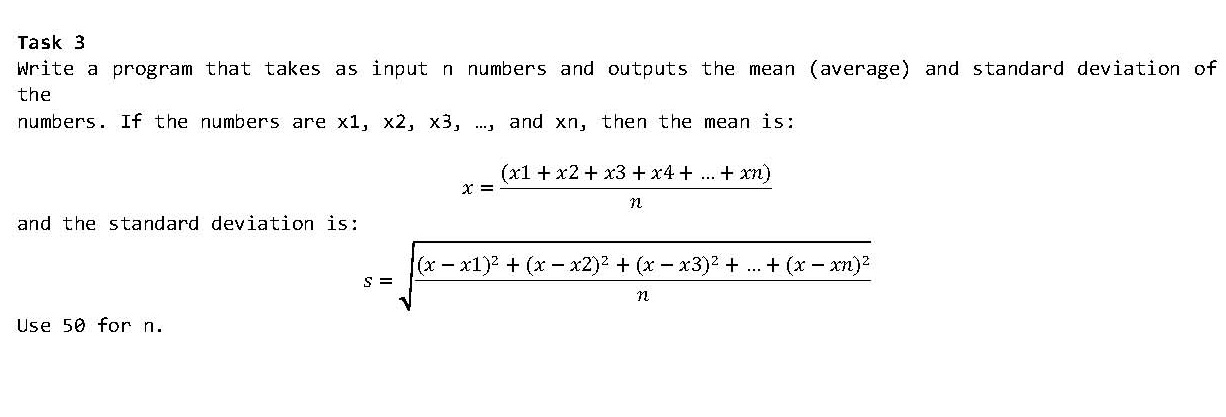 Task 3
Write a program that takes as input n numbers and outputs the mean (average) and standard deviation of
the
numbers. If the numbers are x1, x2, x3, …, and xn, then the mean is:
x = (x1 + x2 + x3 + x4 + … + xn)
n
and the standard deviation is:
s = √(x − x1)² + (x − x2)² + (x − x3)² + … + (x − xn)²
n
Use 50 for n.